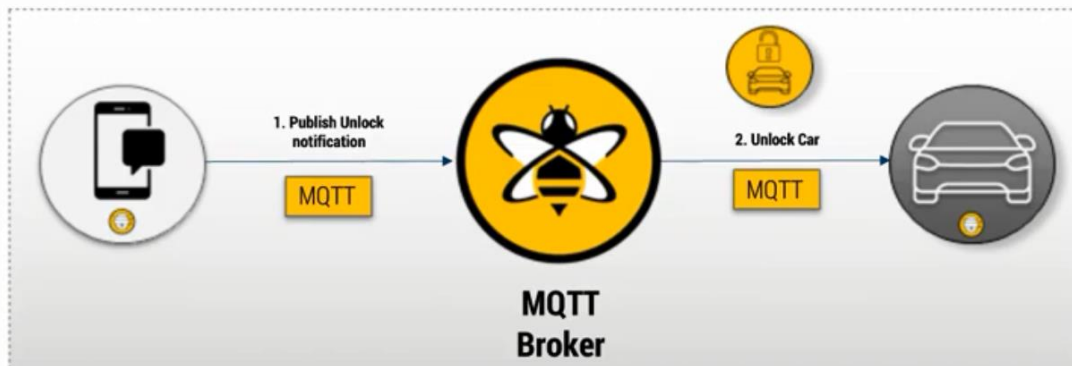 1. Publish Unlock
notification
MQTT
2. Unlock Car
MQTT
MQTT
Broker